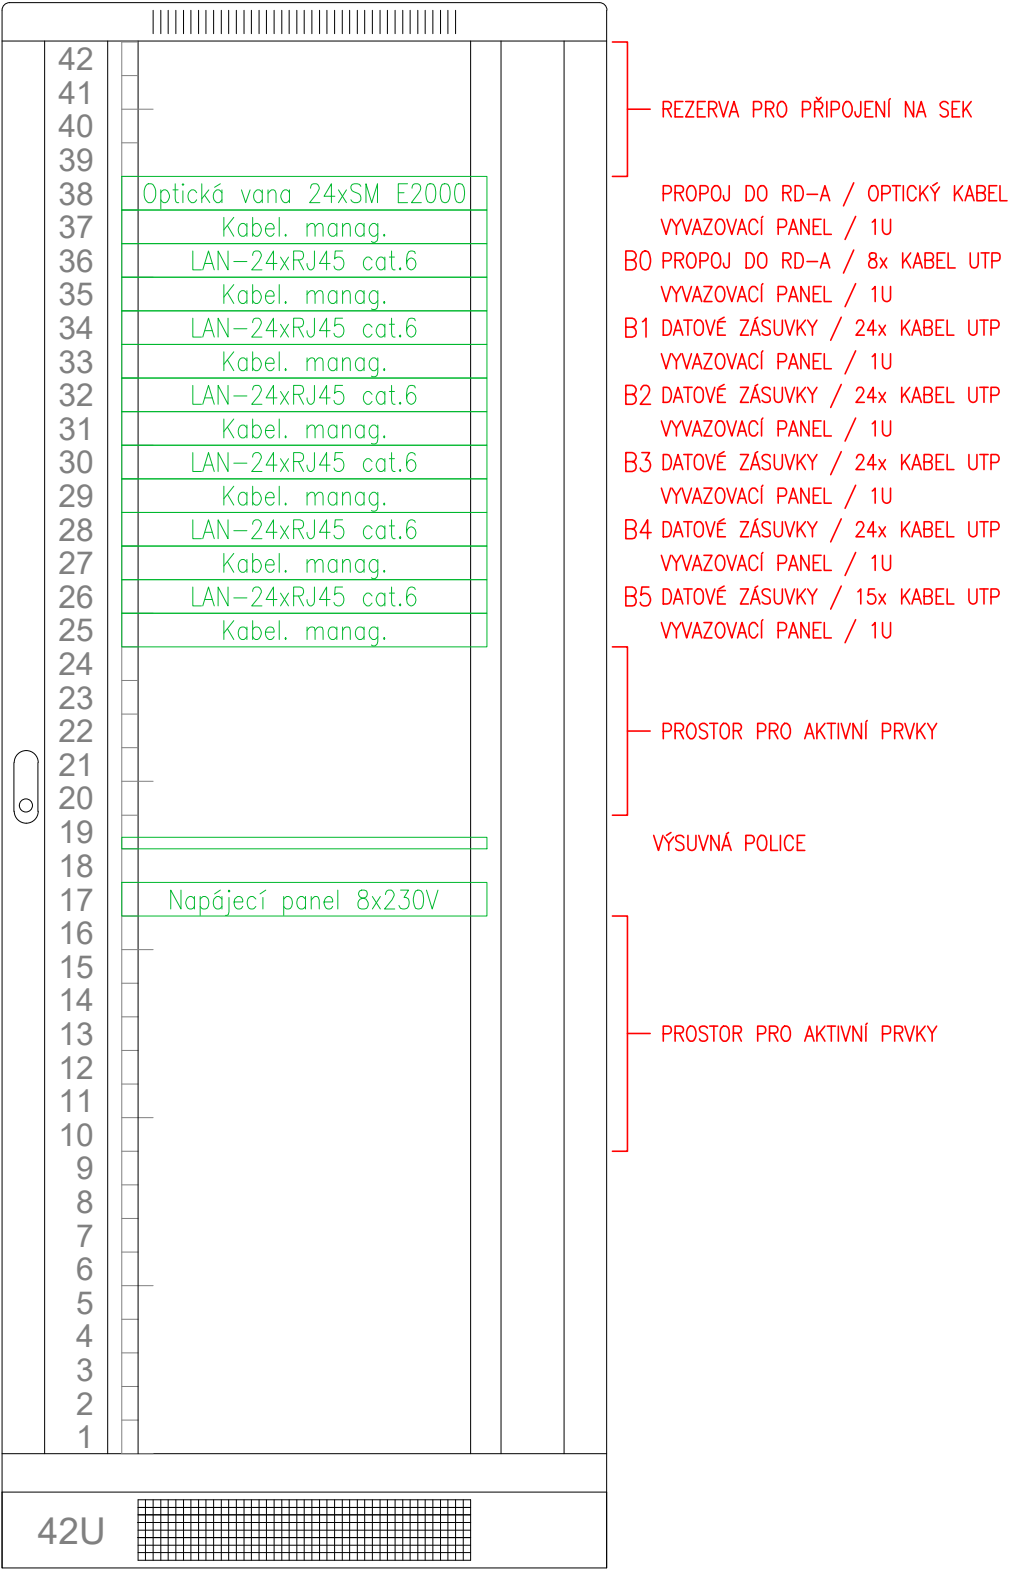 42
41
40 REZERVA PRO PŘIPOJENÍ NA SEK
39
38 Optická vana 24xSM E2000 PROPOJ DO RD-A / OPTICKÝ KABEL
37 Kabel. manag. VYVAZOVACÍ PANEL / 1U
36 LAN-24xRJ45 cat.6 B0 PROPOJ DO RD-A / 8x KABEL UTP
35 Kabel. manag. VYVAZOVACÍ PANEL / 1U
34 LAN-24xRJ45 cat.6 B1 DATOVÉ ZÁSUVKY / 24x KABEL UTP
33 Kabel. manag. VYVAZOVACÍ PANEL / 1U
32 LAN-24xRJ45 cat.6 B2 DATOVÉ ZÁSUVKY / 24x KABEL UTP
31 Kabel. manag. VYVAZOVACÍ PANEL / 1U
30 LAN-24xRJ45 cat.6 B3 DATOVÉ ZÁSUVKY / 24x KABEL UTP
29 Kabel. manag. VYVAZOVACÍ PANEL / 1U
28 LAN-24xRJ45 cat.6 B4 DATOVÉ ZÁSUVKY / 24x KABEL UTP
27 Kabel. manag. VYVAZOVACÍ PANEL / 1U
26 LAN-24xRJ45 cat.6 B5 DATOVÉ ZÁSUVKY / 15x KABEL UTP
25 Kabel. manag. VYVAZOVACÍ PANEL / 1U
24
23
22 PROSTOR PRO AKTIVNÍ PRVKY
21
20
19 VÝSUVNÁ POLICE
18
17 Napájecí panel 8x230V
16
15
14
13 PROSTOR PRO AKTIVNÍ PRVKY
12
11
10
9
8
7
6
5
4
3
2
1
42U